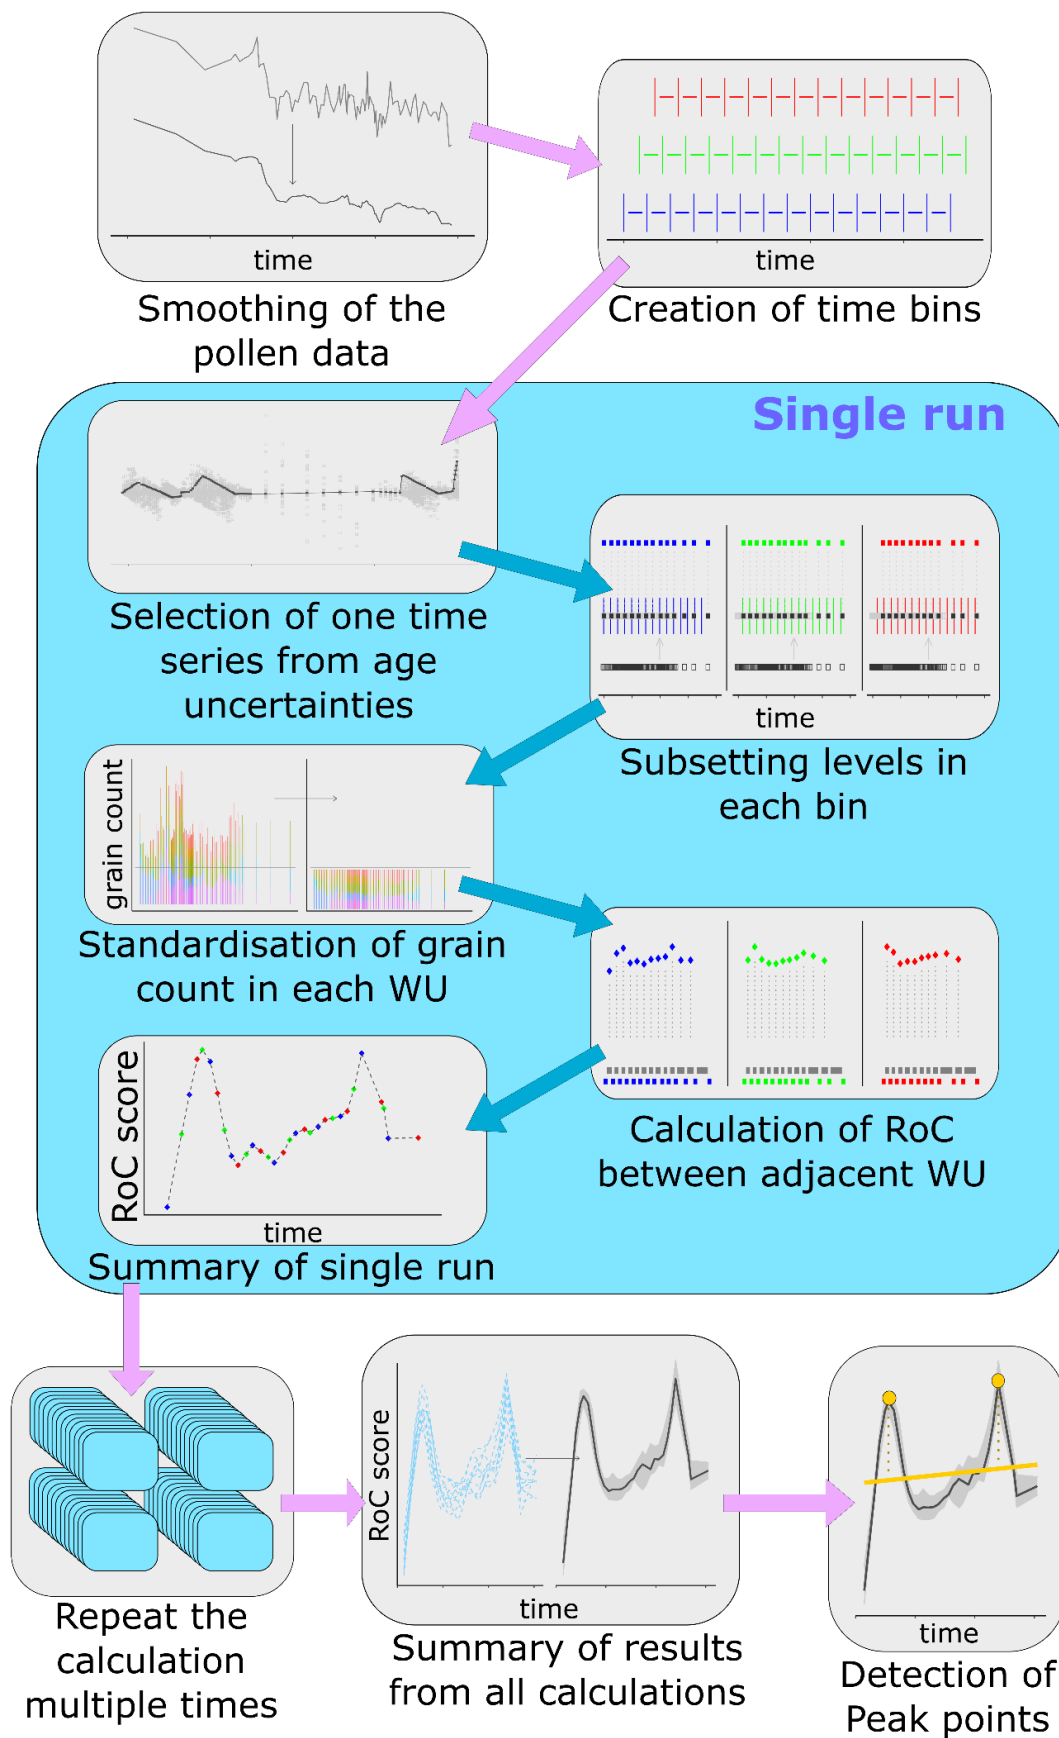 time
Smoothing of the
pollen data
time
Creation of time bins
Single run
Selection of one time
series from age
uncertainties
time
Subsetting levels in
each bin
grain count
Standardisation of grain
count in each WU
Calculation of RoC
between adjacent WU
RoC score
time
Summary of single run
Repeat the
calculation
multiple times
RoC score
time
Summary of results
from all calculations
time
Detection of
Peak points